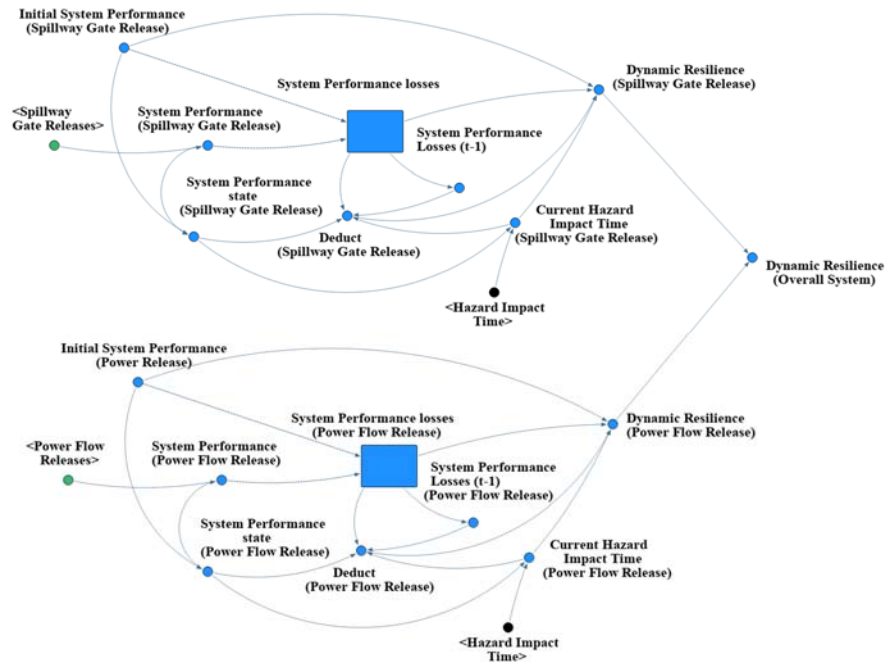 Initial System Performance
(Spillway Gate Release)
System Performance losses
Dynamic Resilience
(Spillway Gate Release)
<Spillway
Gate Releases>
System Performance
(Spillway Gate Release)
System Performance
Losses (t-1)
System Performance
state
(Spillway Gate Release)
Deduct
(Spillway Gate Release)
Current Hazard
Impact Time
(Spillway Gate Release)
<Hazard Impact
Time>
Dynamic Resilience
(Overall System)
Initial System Performance
(Power Release)
System Performance losses
(Power Flow Release)
Dynamic Resilience
(Power Flow Release)
<Power Flow
Releases>
System Performance
(Power Flow Release)
System Performance
Losses (t-1)
(Power Flow Release)
System Performance
state
(Power Flow Release)
Deduct
(Power Flow Release)
Current Hazard
Impact Time
(Power Flow Release)
<Hazard Impact
Time>